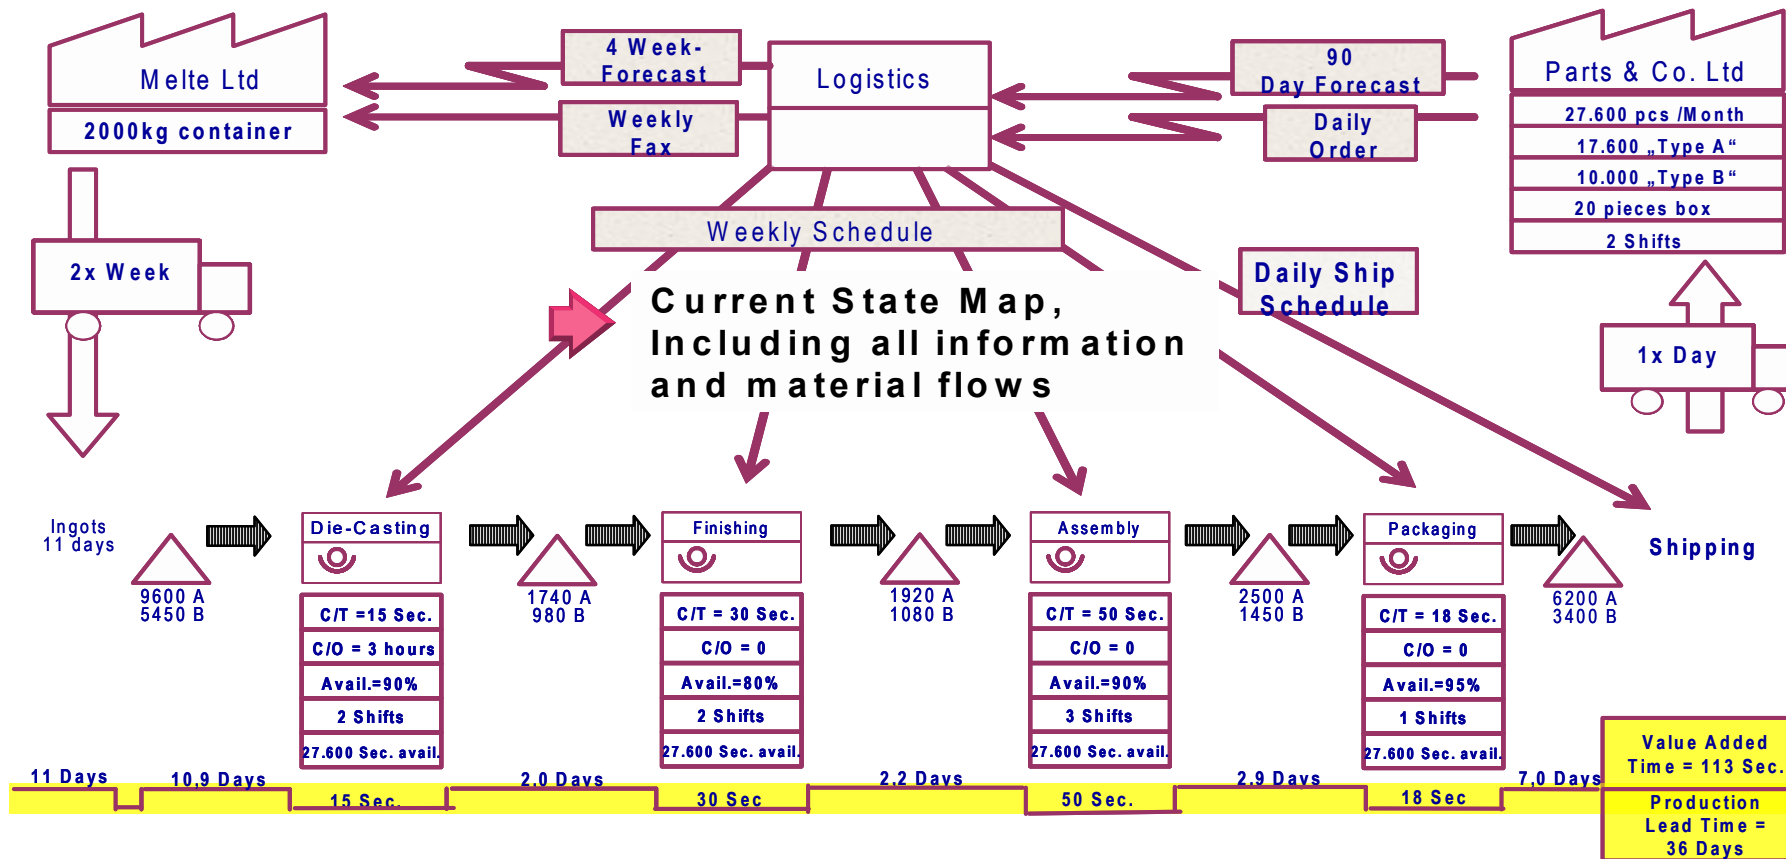 Melte Ltd
2000kg container
4 Week-
Forecast
Weekly
Fax
Logistics
90
Day Forecast
Daily
Order
Parts & Co. Ltd
27.600 pcs /Month
17.600 „Type A“
10.000 „Type B“
20 pieces box
2 Shifts
2x Week
Weekly Schedule
Daily Ship
Schedule
1x Day
Current State Map,
Including all information
and material flows
Ingots
11 days
9600 A
5450 B
Die-Casting
C/T =15 Sec.
C/O = 3 hours
Avail.=90%
2 Shifts
27.600 Sec. avail.
1740 A
980 B
Finishing
C/T = 30 Sec.
C/O = 0
Avail.=80%
2 Shifts
27.600 Sec. avail.
1920 A
1080 B
Assembly
C/T = 50 Sec.
C/O = 0
Avail.=90%
3 Shifts
27.600 Sec. avail.
2500 A
1450 B
Packaging
C/T = 18 Sec.
C/O = 0
Avail.=95%
1 Shifts
27.600 Sec. avail.
6200 A
3400 B
Shipping
11 Days
10,9 Days
15 Sec.
2,0 Days
30 Sec
2,2 Days
50 Sec.
2,9 Days
18 Sec
7,0 Days
Value Added
Time = 113 Sec.
Production
Lead Time =
36 Days